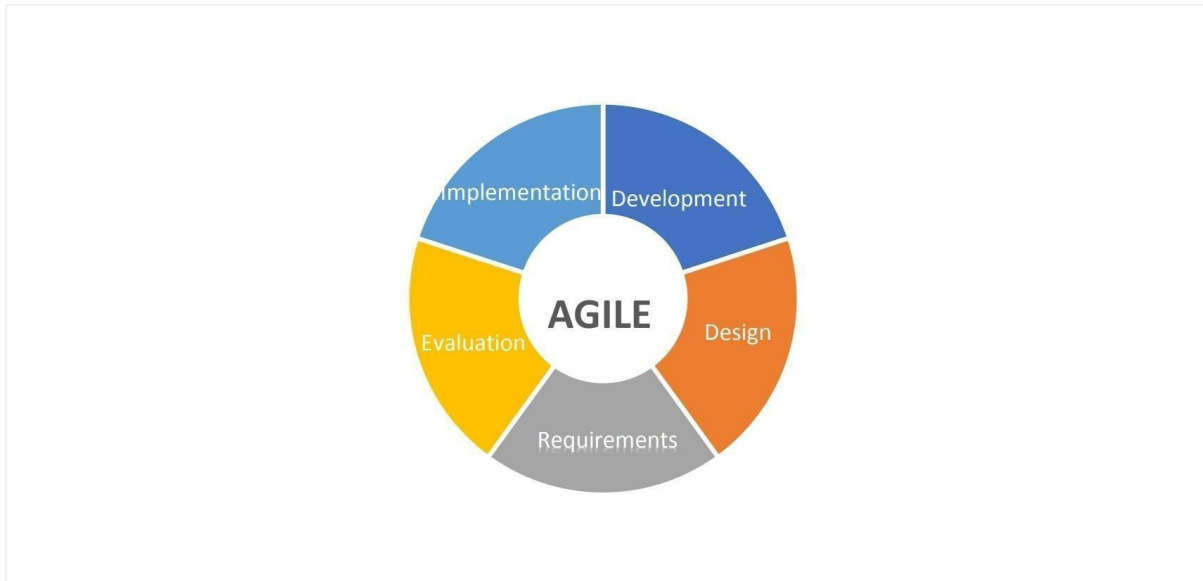 Implementation
Development
AGILE
Design
Evaluation
Requirements